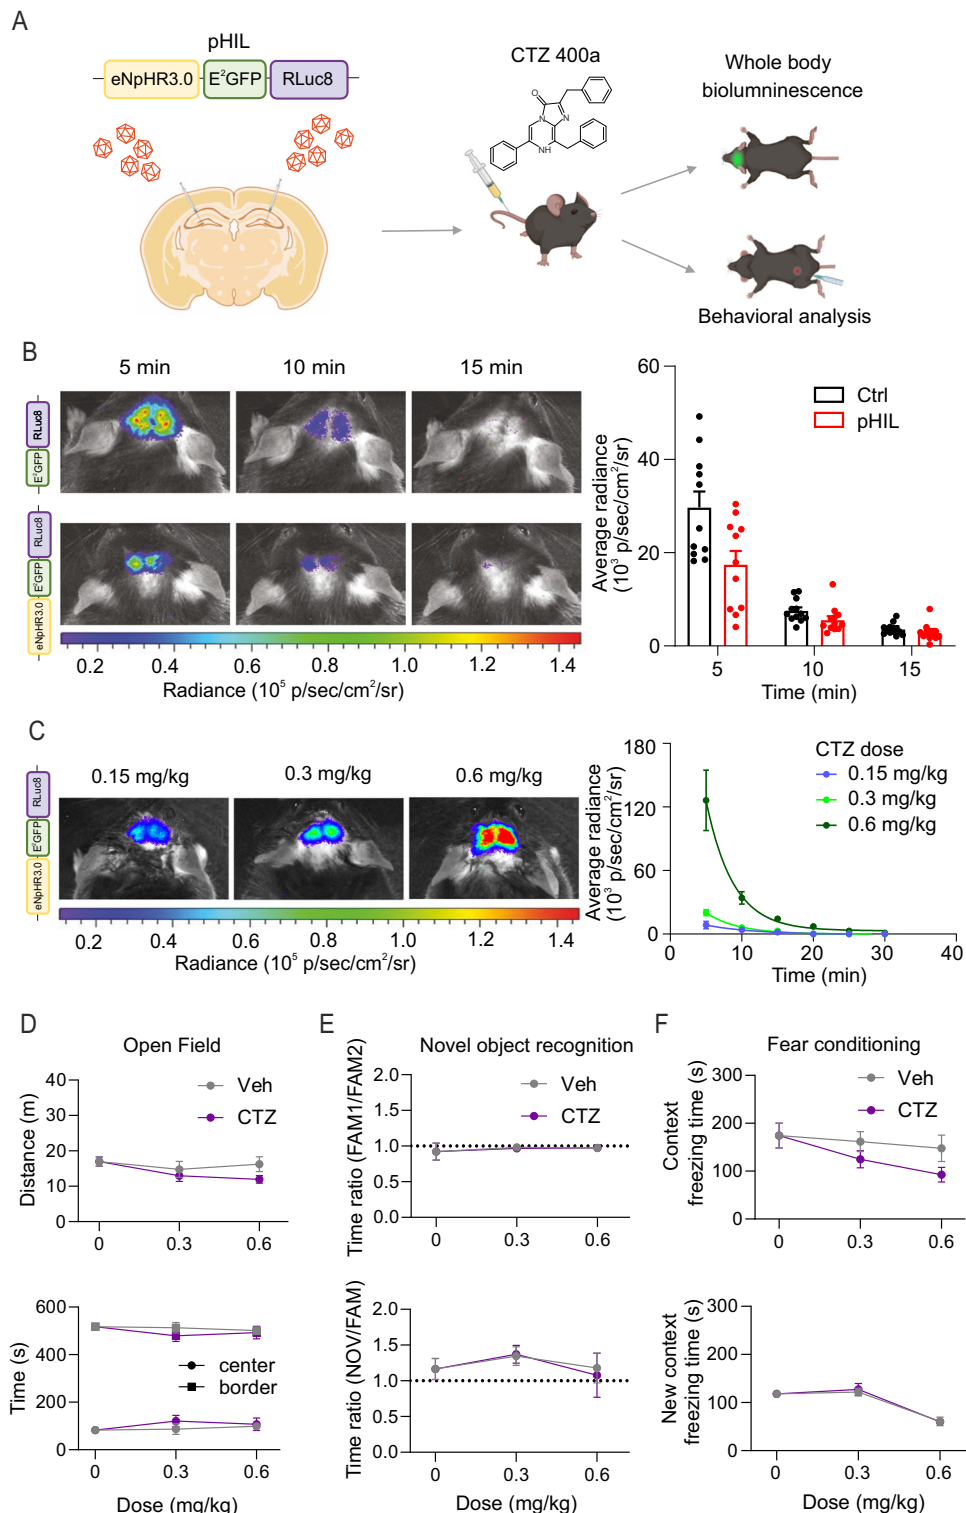 A
pHIL
eNpHR3.0
E²GFP
RLuc8
CTZ 400a
O
N
N
N
NH
Whole body
biolumninescence
Behavioral analysis
B
5 min
10 min
15 min
RLuc8
E²GFP
RLuc8
E²GFP
eNpHR3.0
0.2 0.4 0.6 0.8 1.0 1.2 1.4
Radiance (10⁵ p/sec/cm²/sr)
Average radiance
(10³ p/sec/cm²/sr)
60
40
20
0
Ctrl
pHIL
5 10 15
Time (min)
C
0.15 mg/kg
0.3 mg/kg
0.6 mg/kg
RLuc8
E²GFP
eNpHR3.0
0.2 0.4 0.6 0.8 1.0 1.2 1.4
Radiance (10⁵ p/sec/cm²/sr)
Average radiance
(10³ p/sec/cm²/sr)
180
120
60
0
CTZ dose
0.15 mg/kg
0.3 mg/kg
0.6 mg/kg
0 10 20 30 40
Time (min)
D
Open Field
Distance (m)
40
30
20
10
0
Veh
CTZ
0 0.3 0.6
Time (s)
600
400
200
0
center
border
0 0.3 0.6
Dose (mg/kg)
E
Novel object recognition
Time ratio (FAM1/FAM2)
2.0
1.5
1.0
0.5
0.0
Veh
CTZ
0 0.3 0.6
Time ratio (NOV/FAM)
2.0
1.5
1.0
0.5
0.0
0 0.3 0.6
Dose (mg/kg)
F
Fear conditioning
Context
freezing time (s)
300
200
100
0
Veh
CTZ
0 0.3 0.6
New context
freezing time (s)
300
200
100
0
0 0.3 0.6
Dose (mg/kg)